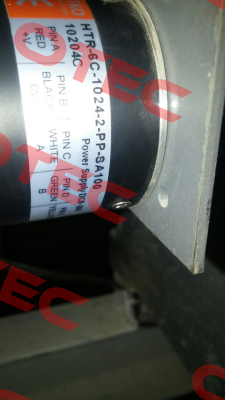 HTR-6C-1024-2-PP-SA100
10204C
Power Supply
PIN A PIN B PIN C PIN D
RED BLACK WHITE GREEN
+V A B